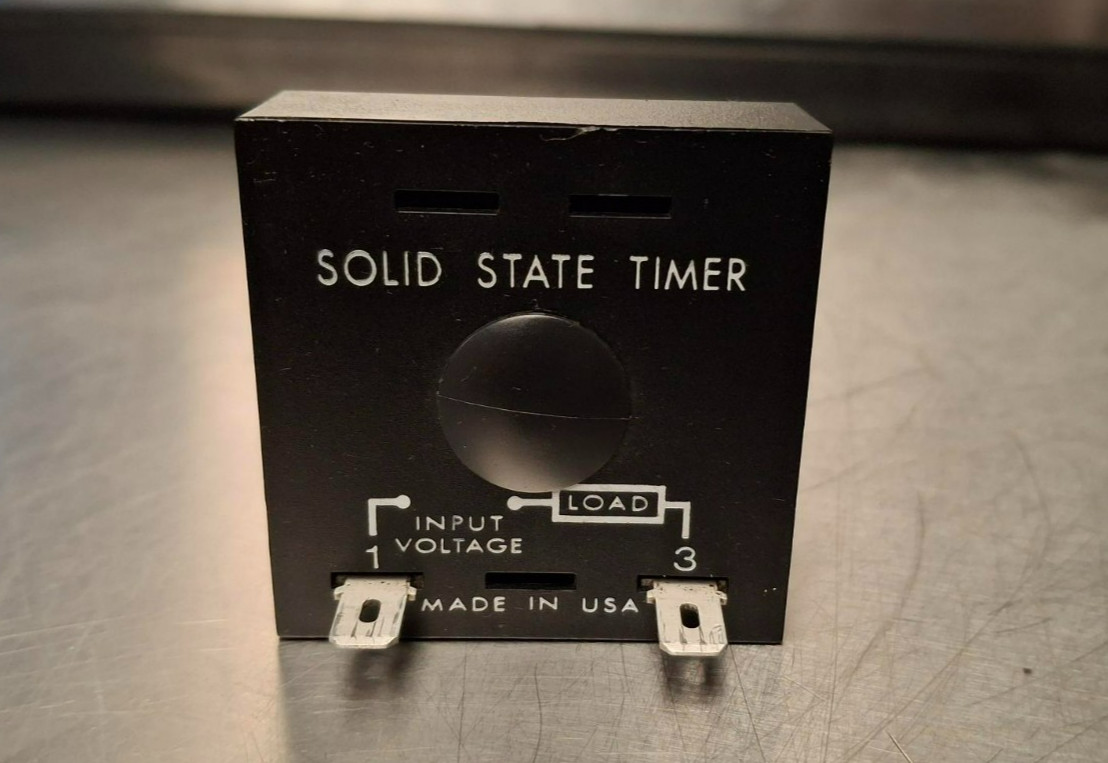 SOLID STATE TIMER
LOAD
INPUT
VOLTAGE
1
3
MADE IN USA